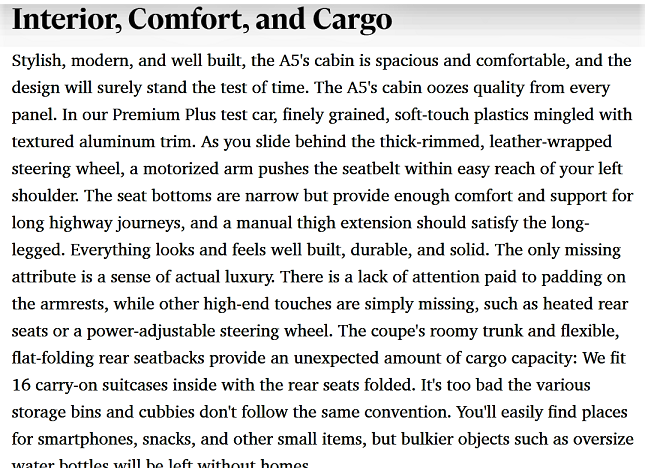 Interior, Comfort, and Cargo
Stylish, modern, and well built, the A5's cabin is spacious and comfortable, and the
design will surely stand the test of time. The A5's cabin oozes quality from every
panel. In our Premium Plus test car, finely grained, soft-touch plastics mingled with
textured aluminum trim. As you slide behind the thick-rimmed, leather-wrapped
steering wheel, a motorized arm pushes the seatbelt within easy reach of your left
shoulder. The seat bottoms are narrow but provide enough comfort and support for
long highway journeys, and a manual thigh extension should satisfy the long-
legged. Everything looks and feels well built, durable, and solid. The only missing
attribute is a sense of actual luxury. There is a lack of attention paid to padding on
the armrests, while other high-end touches are simply missing, such as heated rear
seats or a power-adjustable steering wheel. The coupe's roomy trunk and flexible,
flat-folding rear seatbacks provide an unexpected amount of cargo capacity: We fit
16 carry-on suitcases inside with the rear seats folded. It's too bad the various
storage bins and cubbies don't follow the same convention. You'll easily find places
for smartphones, snacks, and other small items, but bulkier objects such as oversize
water bottles will be left without homes.